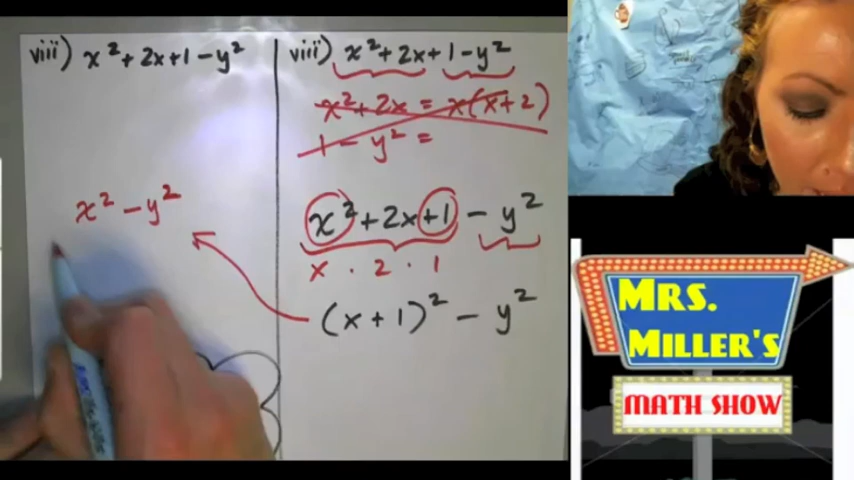 viii) x² + 2x + 1 − y²
x² − y²
viii) x² + 2x + 1 − y²
x² + 2x = x(x + 2)
1 − y² =
x² + 2x + 1 − y²
x · 2 · 1
(x + 1)² − y²
MRS.
MILLER'S
MATH SHOW